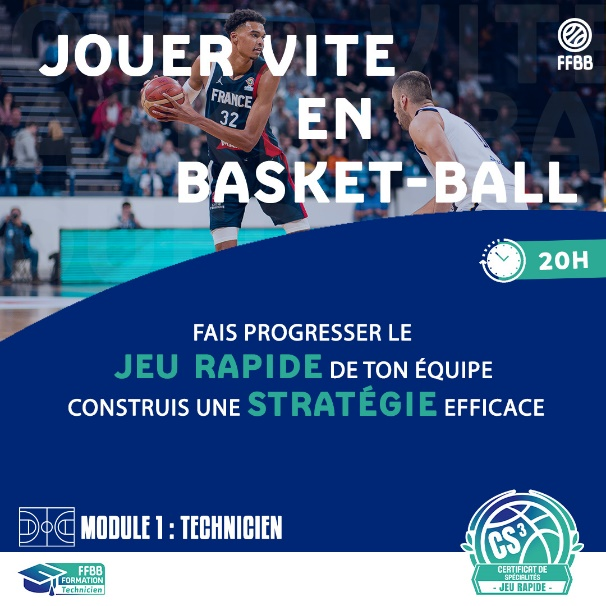 JOUER VITE
EN
BASKET-BALL
FFBB
FRANCE
32
20H
FAIS PROGRESSER LE
JEU RAPIDE DE TON ÉQUIPE
CONSTRUIS UNE STRATÉGIE EFFICACE
MODULE 1 : TECHNICIEN
FFBB
FORMATION
Technicien
CS3
CERTIFICAT DE
SPÉCIALITÉS
- JEU RAPIDE -